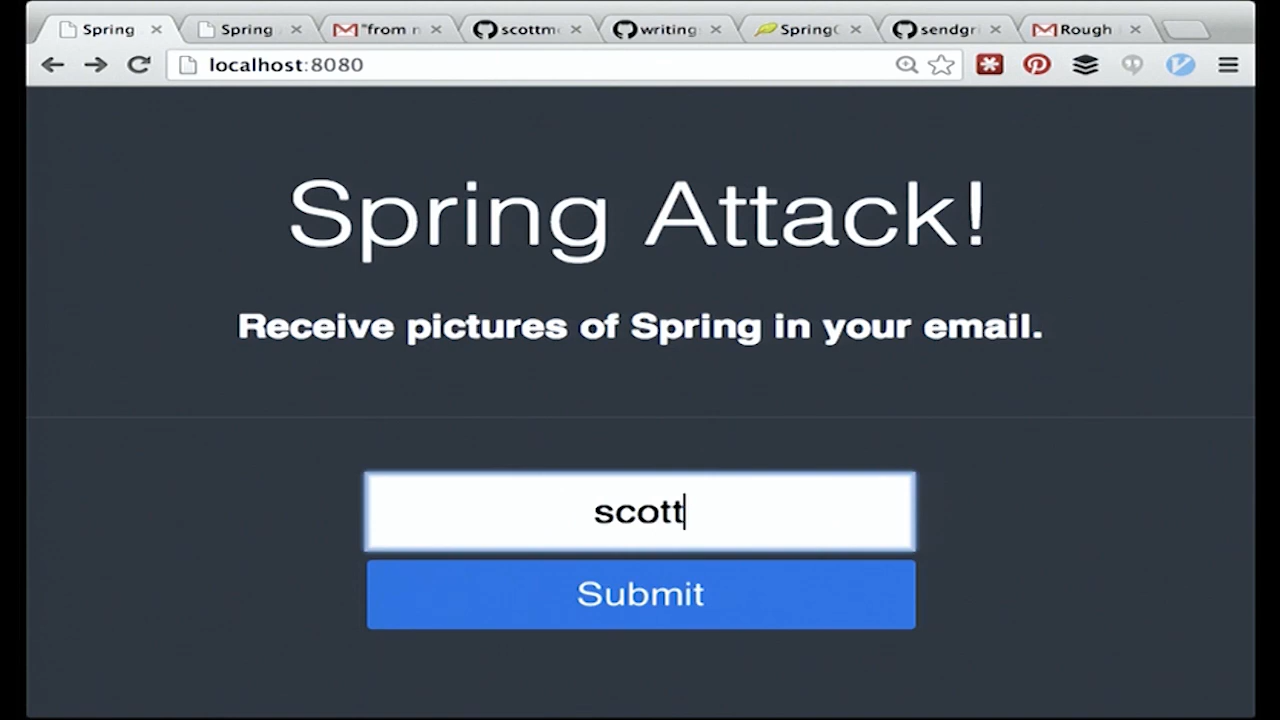 Spring
Spring
"from n
scottm
writing
Spring
sendgr
Rough
localhost:8080
Spring Attack!
Receive pictures of Spring in your email.
scott
Submit